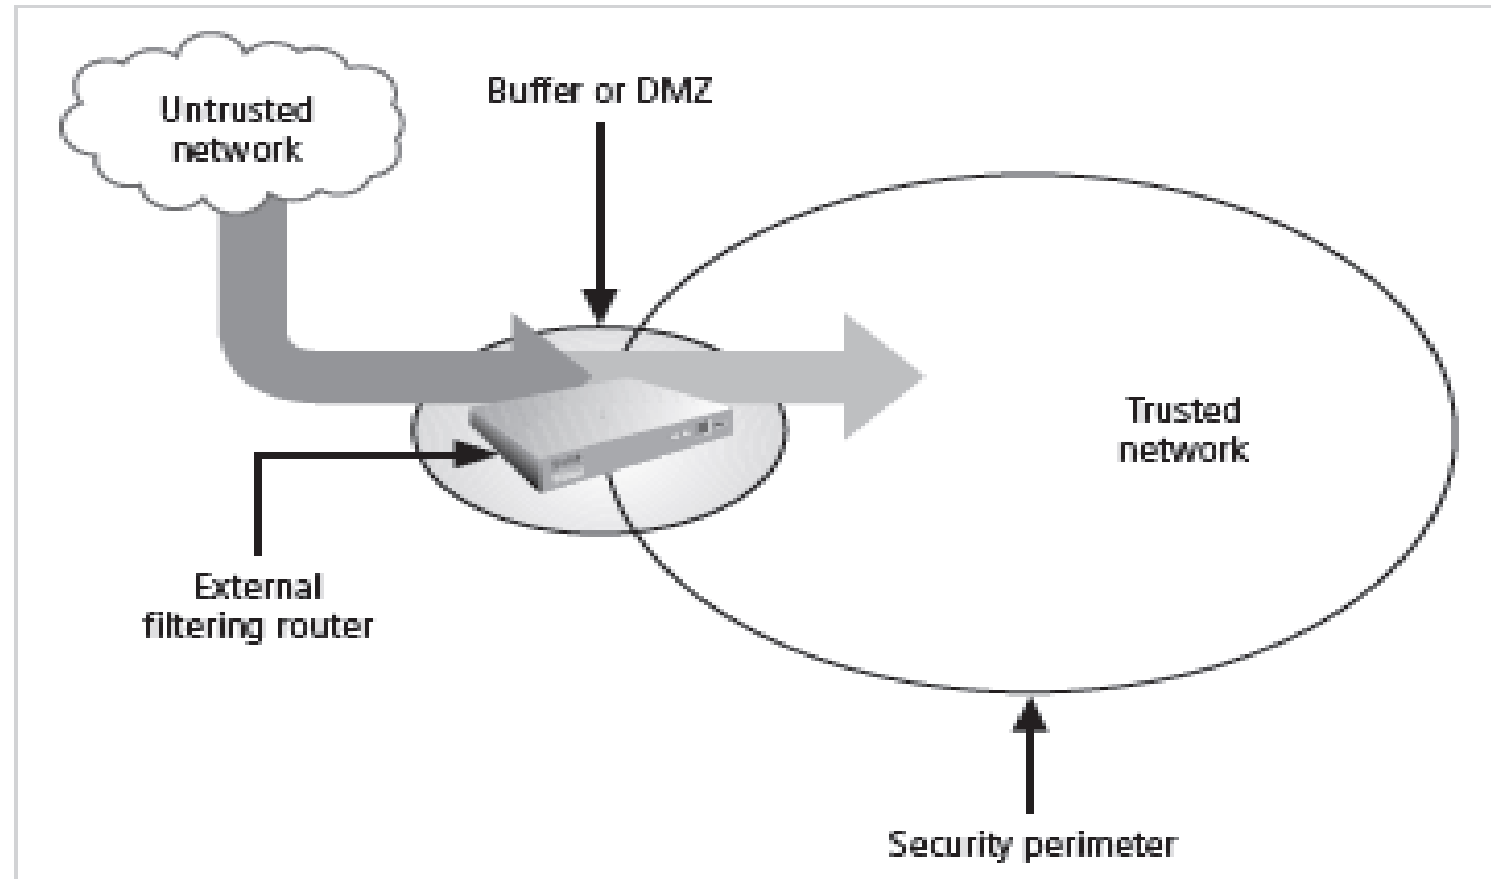 Untrusted
network
Buffer or DMZ
Trusted
network
External
filtering router
Security perimeter